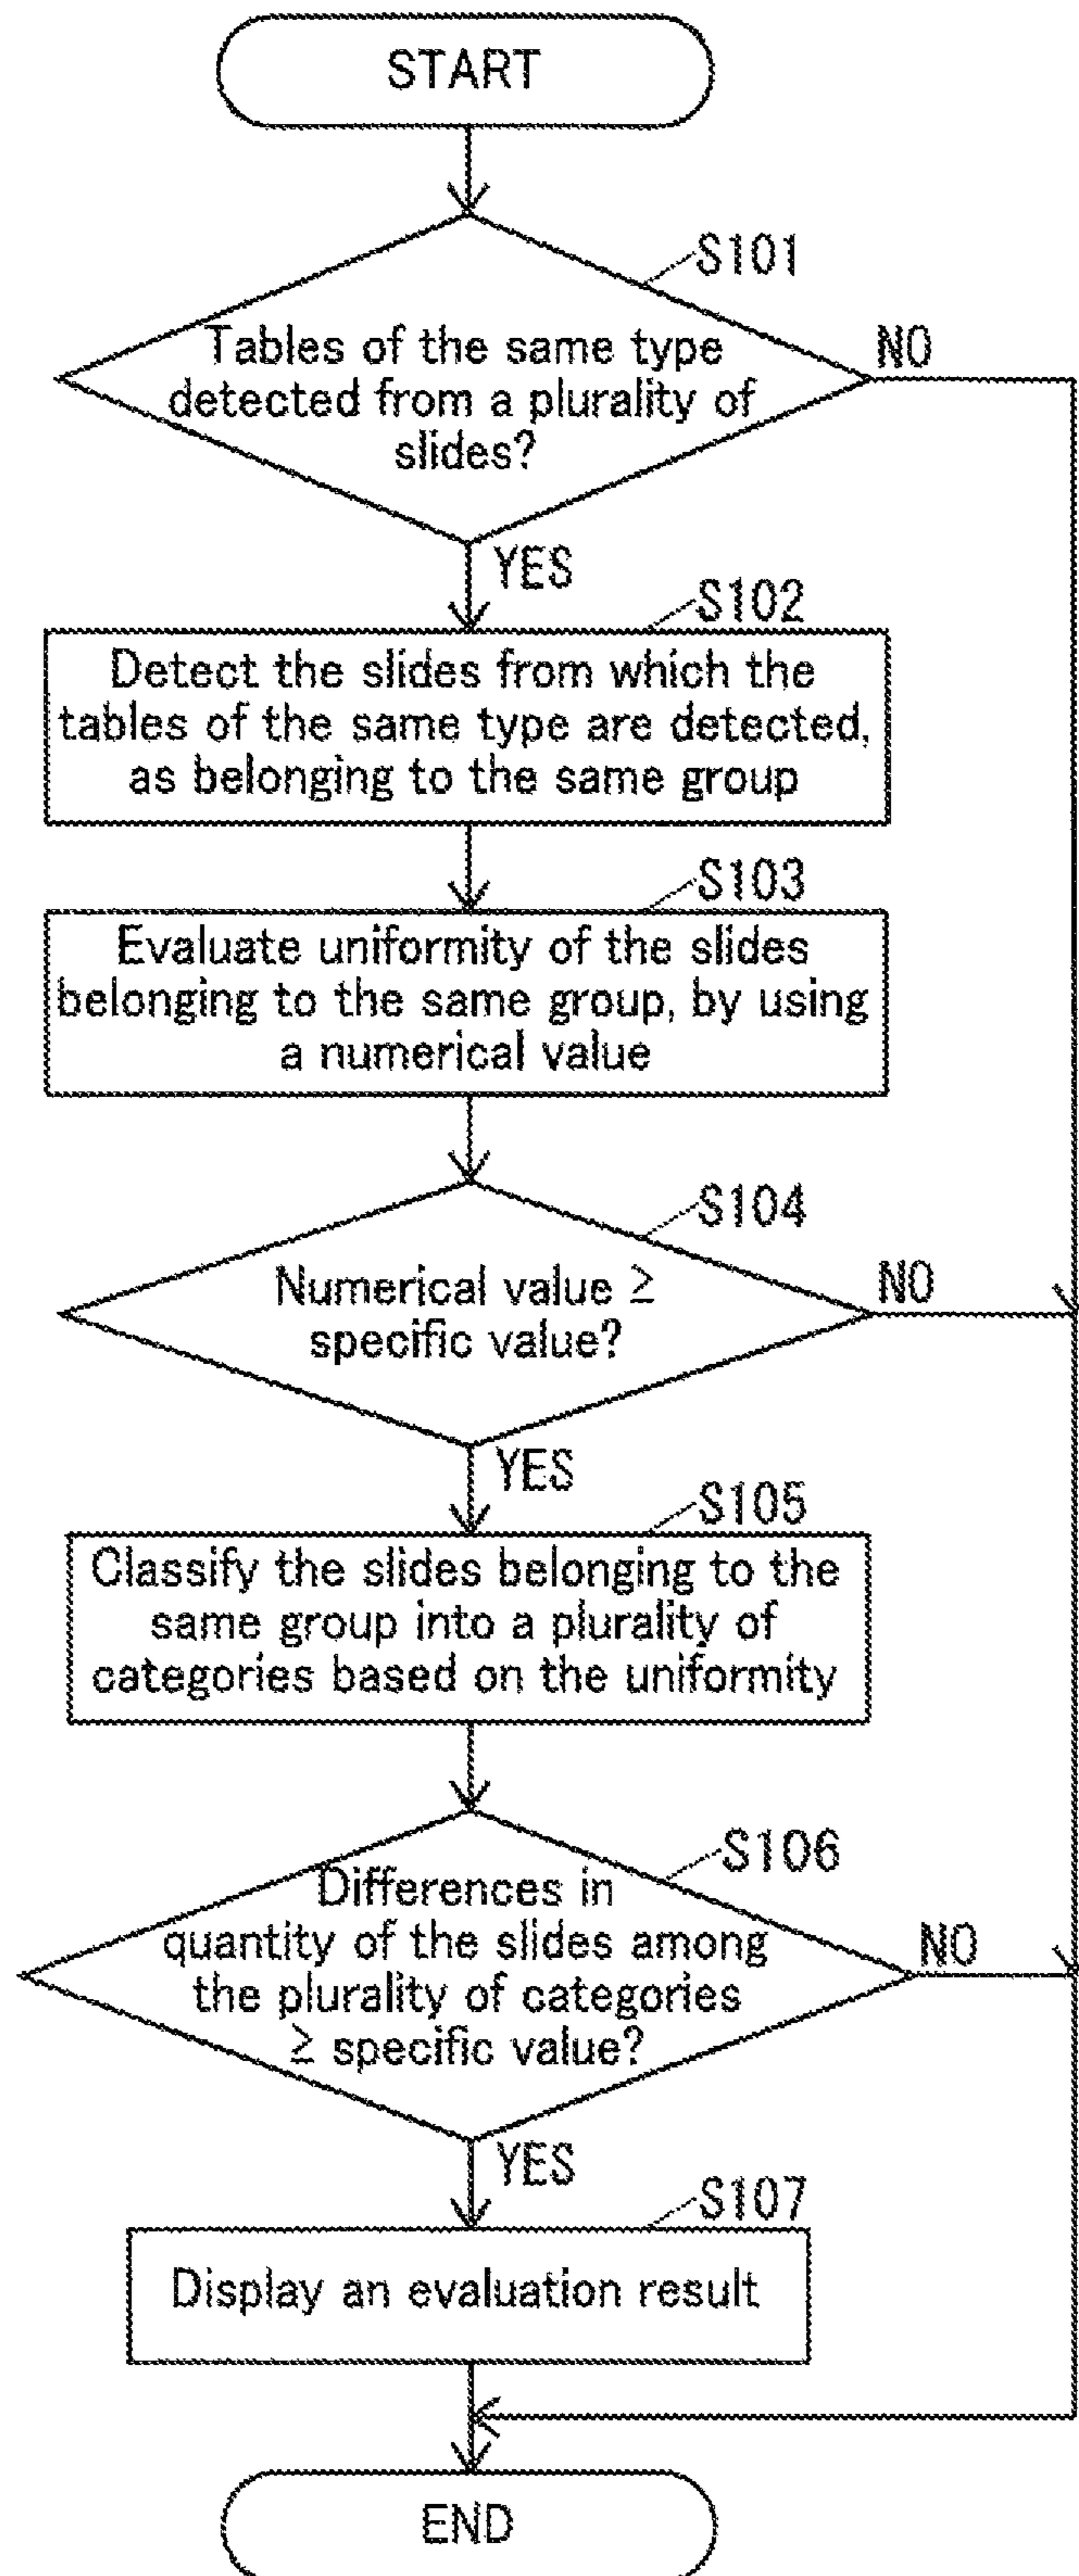 START
S101
Tables of the same type
detected from a plurality of
slides?
NO
YES
S102
Detect the slides from which the
tables of the same type are detected,
as belonging to the same group
S103
Evaluate uniformity of the slides
belonging to the same group, by using
a numerical value
S104
Numerical value ≥
specific value?
NO
YES
S105
Classify the slides belonging to the
same group into a plurality of
categories based on the uniformity
S106
Differences in
quantity of the slides among
the plurality of categories
≥ specific value?
NO
YES
S107
Display an evaluation result
END